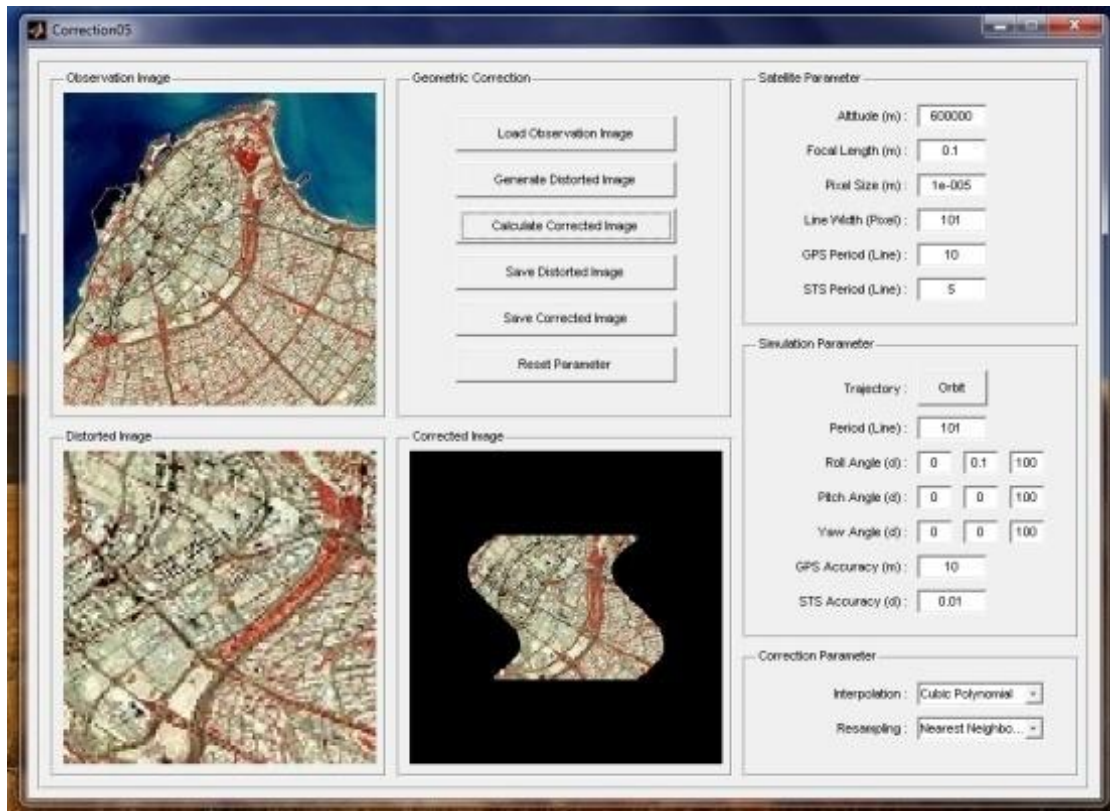 Correction05
Observation Image
Geometric Correction
Load Observation Image
Generate Distorted Image
Calculate Corrected Image
Save Distorted Image
Save Corrected Image
Reset Parameter
Satellite Parameter
Altitude (m) : 600000
Focal Length (m) : 0.1
Pixel Size (m) : 1e-005
Line Width (Pixel) : 101
GPS Period (Line) : 10
STS Period (Line) : 5
Simulation Parameter
Trajectory : Orbit
Period (Line) : 101
Roll Angle (d) : 0 0.1 100
Pitch Angle (d) : 0 0 100
Yaw Angle (d) : 0 0 100
GPS Accuracy (m) : 10
STS Accuracy (d) : 0.01
Distorted Image
Corrected Image
Correction Parameter
Interpolation : Cubic Polynomial
Resampling : Nearest Neighbo...